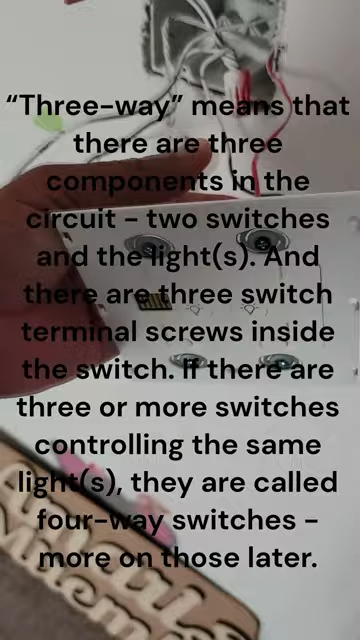 “Three-way” means that
there are three
components in the
circuit - two switches
and the light(s). And
there are three switch
terminal screws inside
the switch. If there are
three or more switches
controlling the same
light(s), they are called
four-way switches -
more on those later.